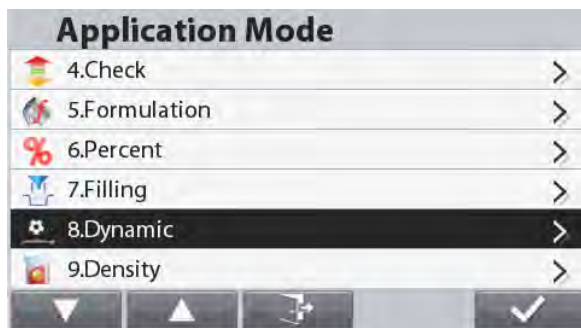 Application Mode
4.Check
5.Formulation
6.Percent
7.Filling
8.Dynamic
9.Density